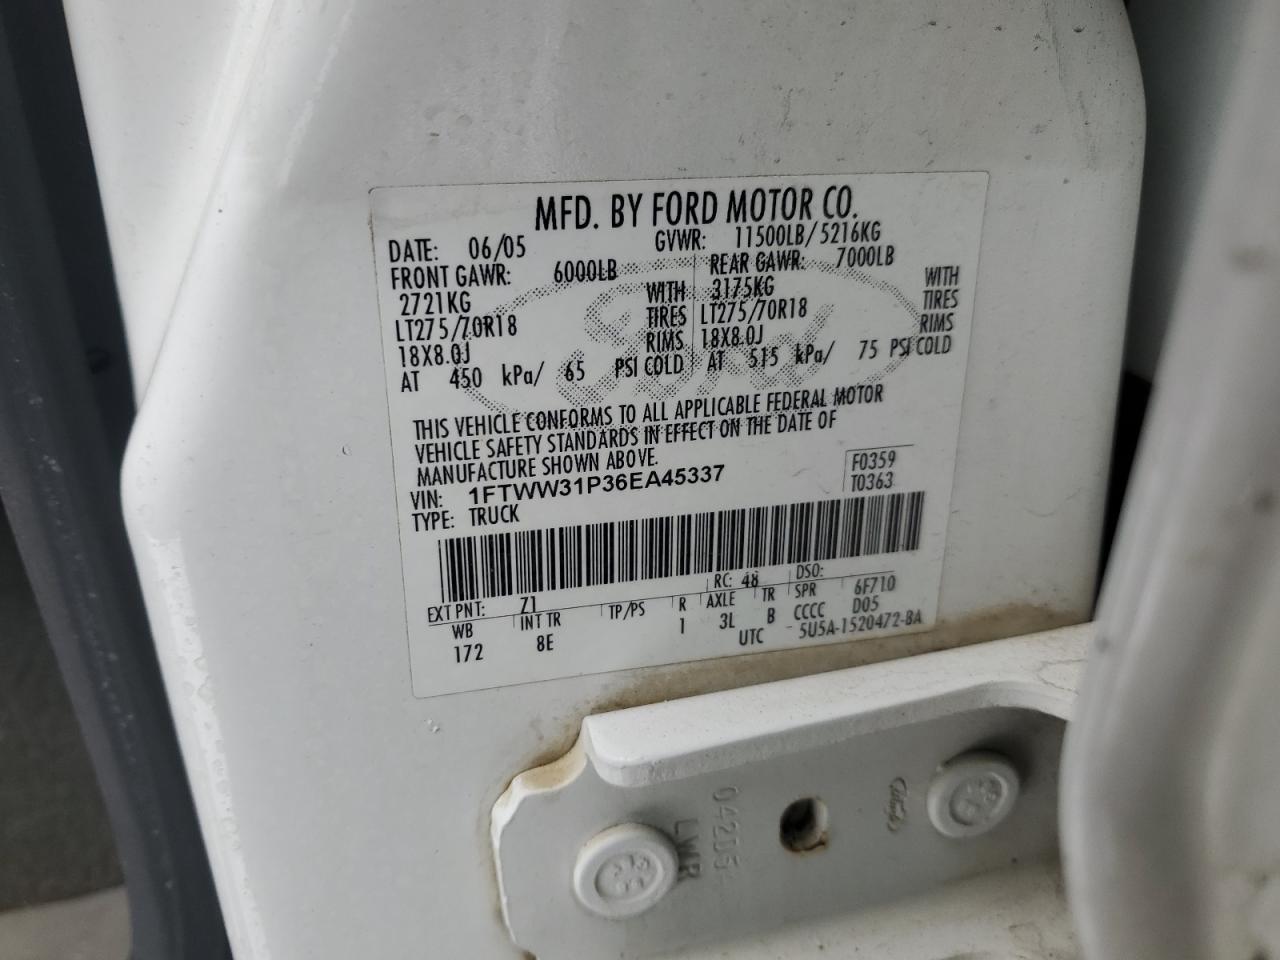 MFD. BY FORD MOTOR CO.
DATE: 06/05 GVWR: 11500LB/5216KG
FRONT GAWR: 6000LB REAR GAWR: 7000LB
2721KG WITH 3175KG WITH
LT275/70R18 TIRES LT275/70R18 TIRES
18X8.0J RIMS 18X8.0J RIMS
AT 450 kPa/ 65 PSI COLD AT 515 kPa/ 75 PSI COLD
Ford
THIS VEHICLE CONFORMS TO ALL APPLICABLE FEDERAL MOTOR
VEHICLE SAFETY STANDARDS IN EFFECT ON THE DATE OF
MANUFACTURE SHOWN ABOVE.
VIN: 1FTWW31P36EA45337 F0359
TYPE: TRUCK T0363
RC: 48 DSO:
EXT PNT: Z1 6F710
WB INT TR TP/PS R AXLE TR SPR D05
172 8E 1 3L B CCCC
UTC 5U5A-1520472-BA
LWR
Ford